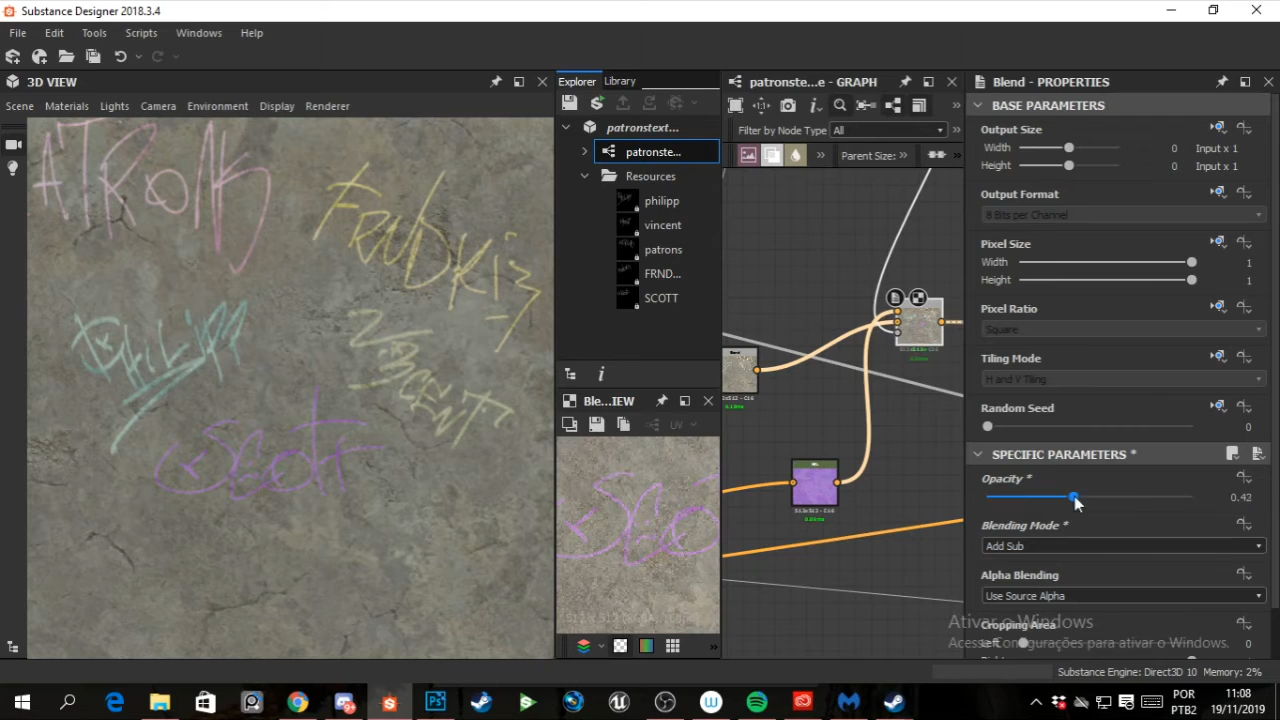 Substance Designer 2018.3.4
File Edit Tools Scripts Windows Help
3D VIEW
Scene Materials Lights Camera Environment Display Renderer
PATRONS
FRNDKiz
Philipp
VINCENT
SCOTT
Explorer Library
patronstext...
patronste...
Resources
philipp
vincent
patrons
FRND...
SCOTT
Ble...IEW
UV
patronste...e - GRAPH
Filter by Node Type All
Parent Size:
Blend - PROPERTIES
BASE PARAMETERS
Output Size
Width 0 Input x 1
Height 0 Input x 1
Output Format
8 Bits per Channel
Pixel Size
Width 1
Height 1
Pixel Ratio
Square
Tiling Mode
H and V Tiling
Random Seed
0
SPECIFIC PARAMETERS *
Opacity *
0.42
Blending Mode *
Add Sub
Alpha Blending
Use Source Alpha
Cropping Area
Left 0
Ativar o Windows
Acesse Configurações para ativar o Windows.
Substance Engine: Direct3D 10 Memory: 2%
POR
PTB2
11:08
19/11/2019